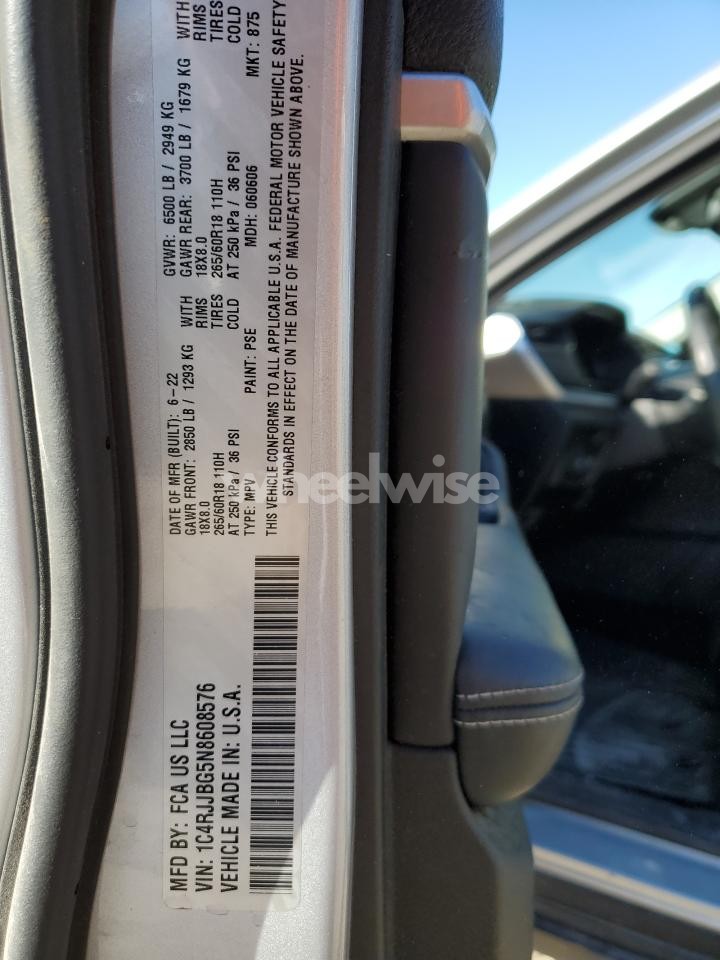 MFD BY: FCA US LLC
VIN: 1C4RJJBG5N8608576
VEHICLE MADE IN: U.S.A.
DATE OF MFR (BUILT): 6-22 GVWR: 6500 LB / 2949 KG
GAWR FRONT: 2850 LB / 1293 KG WITH GAWR REAR: 3700 LB / 1679 KG WITH
18X8.0 RIMS 18X8.0 RIMS
265/60R18 110H TIRES 265/60R18 110H TIRES
AT 250 kPa / 36 PSI COLD AT 250 kPa / 36 PSI COLD
TYPE: MPV PAINT: PSE MDH: 060606 MKT: 875
THIS VEHICLE CONFORMS TO ALL APPLICABLE U.S.A. FEDERAL MOTOR VEHICLE SAFETY
STANDARDS IN EFFECT ON THE DATE OF MANUFACTURE SHOWN ABOVE.
wheelwise